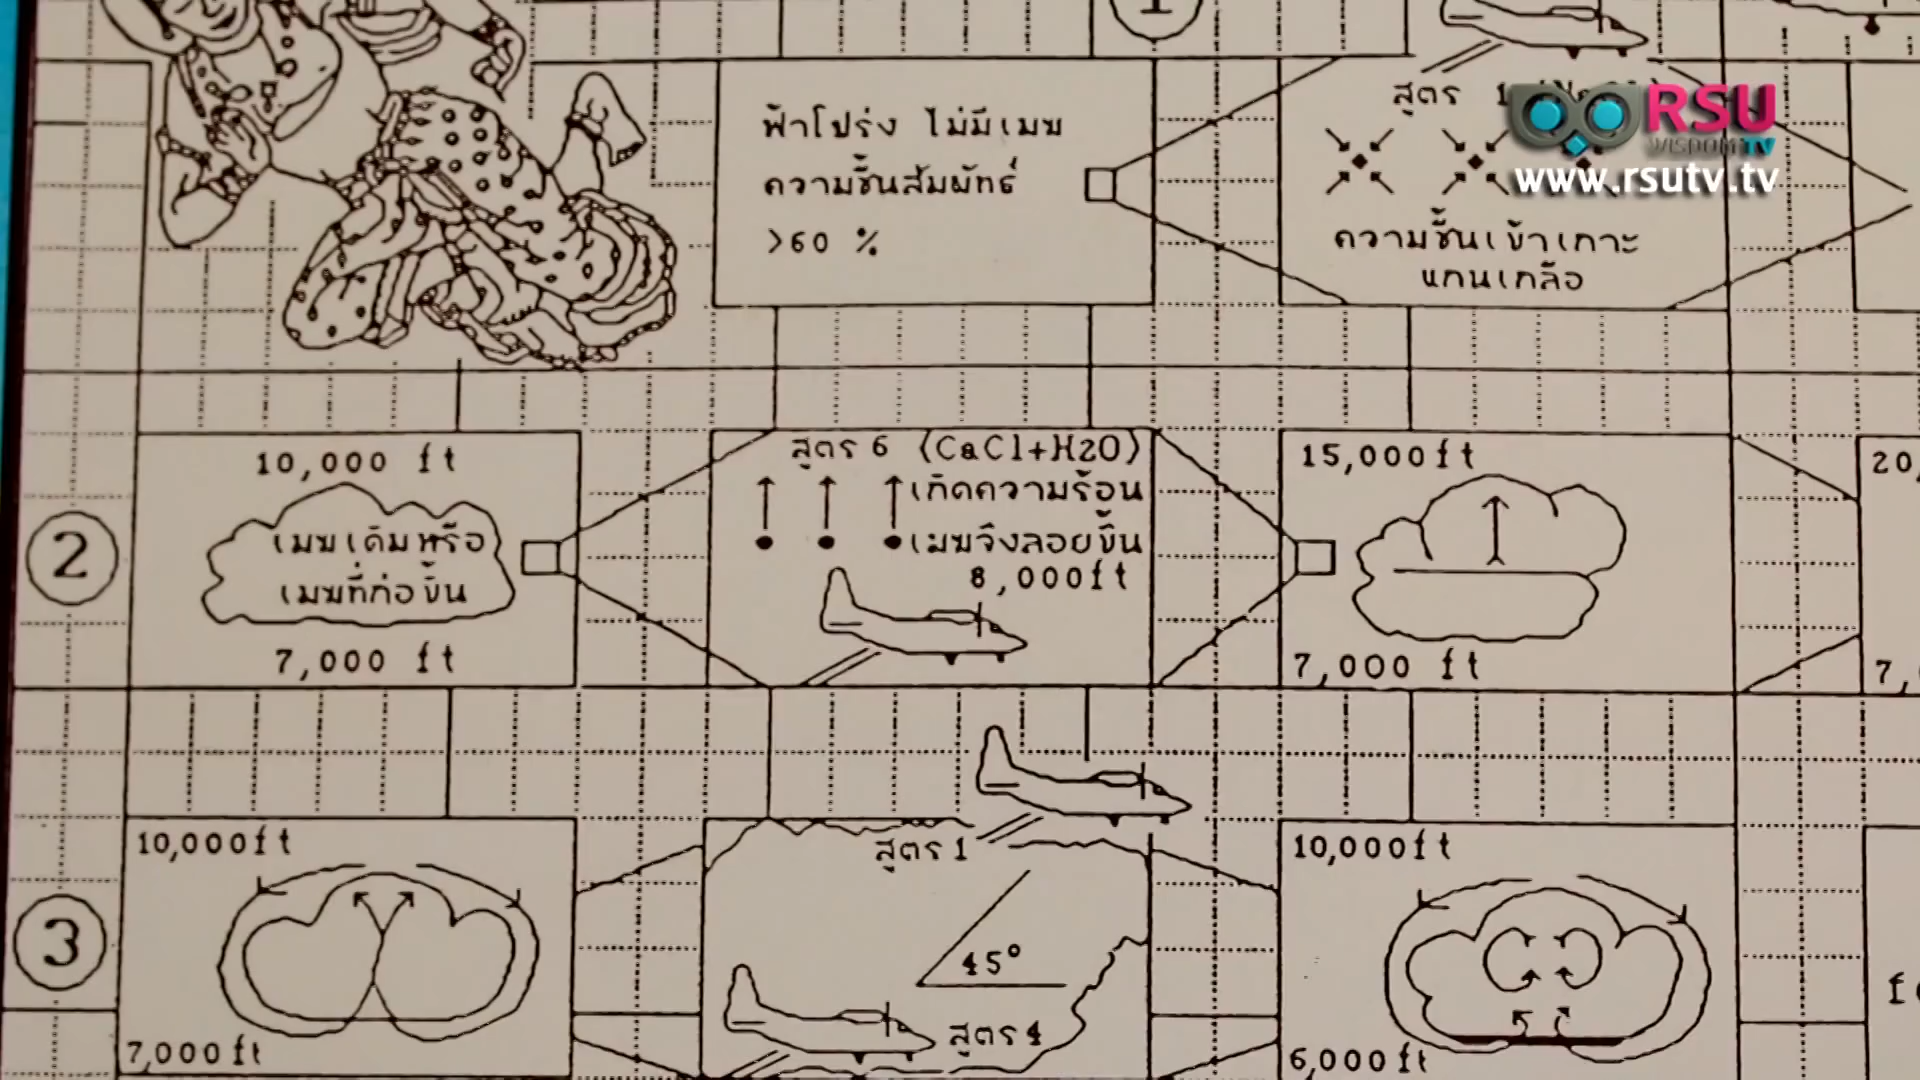 1
ฟ้าโปร่ง ไม่มีเมฆ
ความชื้นสัมพัทธ์
>60 %
สูตร 1
ความชื้นเข้าเกาะ
แกนเกลือ
RSU
WISDOM TV
www.rsutv.tv
2
10,000 ft
เมฆเดิมหรือ
เมฆที่ก่อขึ้น
7,000 ft
สูตร 6 (CaCl+H2O)
เกิดความร้อน
เมฆจึงลอยขึ้น
8,000ft
15,000ft
7,000 ft
20,
7,
3
10,000ft
7,000ft
สูตร 1
45°
สูตร 4
10,000ft
6,000ft